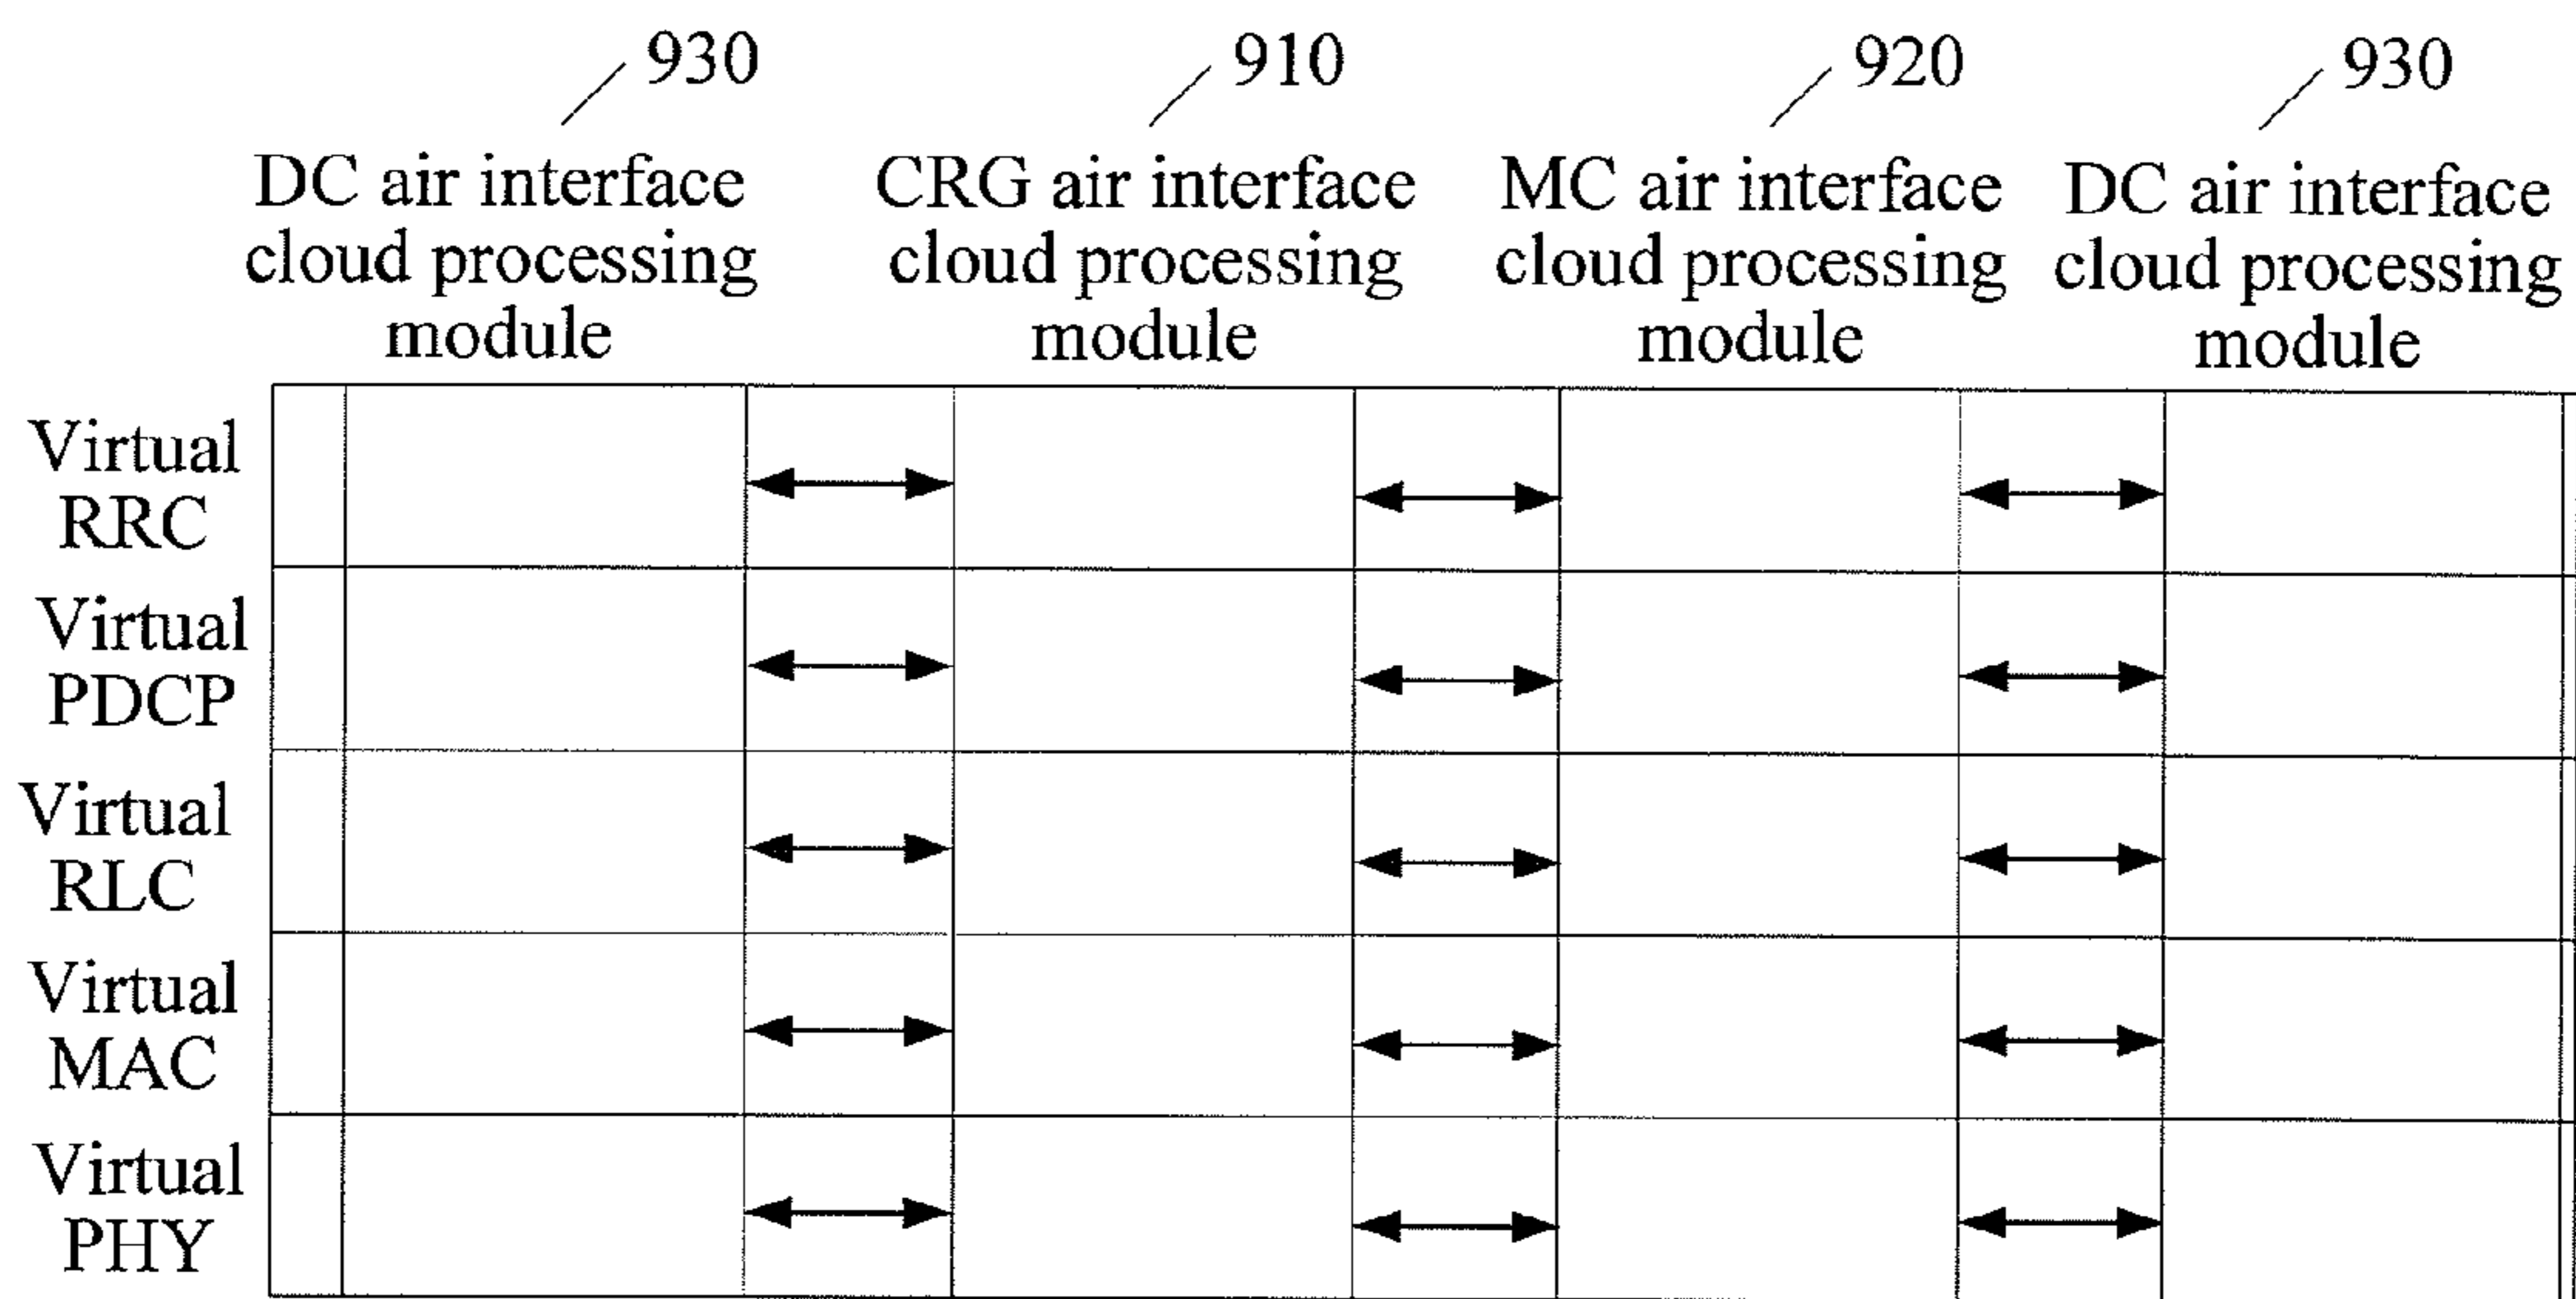 930 910 920 930
DC air interface CRG air interface MC air interface DC air interface
cloud processing cloud processing cloud processing cloud processing
module module module module
Virtual
RRC
Virtual
PDCP
Virtual
RLC
Virtual
MAC
Virtual
PHY